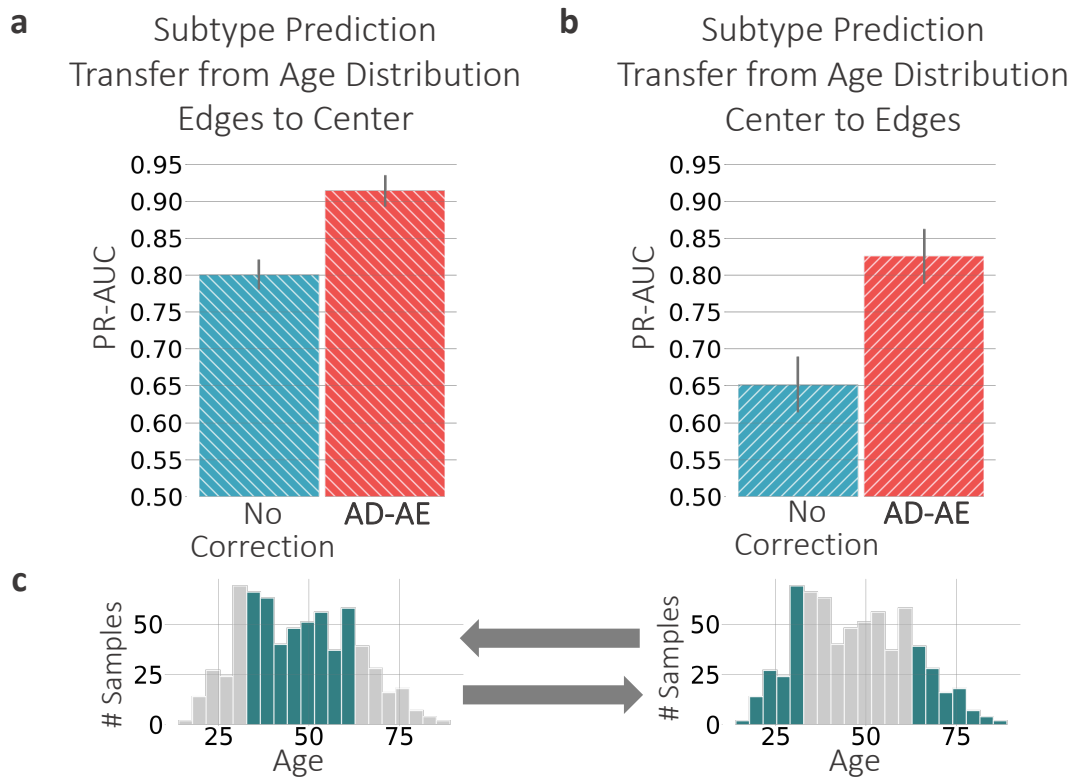 a
Subtype Prediction
Transfer from Age Distribution
Edges to Center
0.95
0.90
0.85
0.80
0.75
0.70
0.65
0.60
0.55
0.50
PR-AUC
No
Correction
AD-AE
b
Subtype Prediction
Transfer from Age Distribution
Center to Edges
0.95
0.90
0.85
0.80
0.75
0.70
0.65
0.60
0.55
0.50
PR-AUC
No
Correction
AD-AE
c
# Samples
50
25
0
25 50 75
Age
# Samples
50
25
0
25 50 75
Age